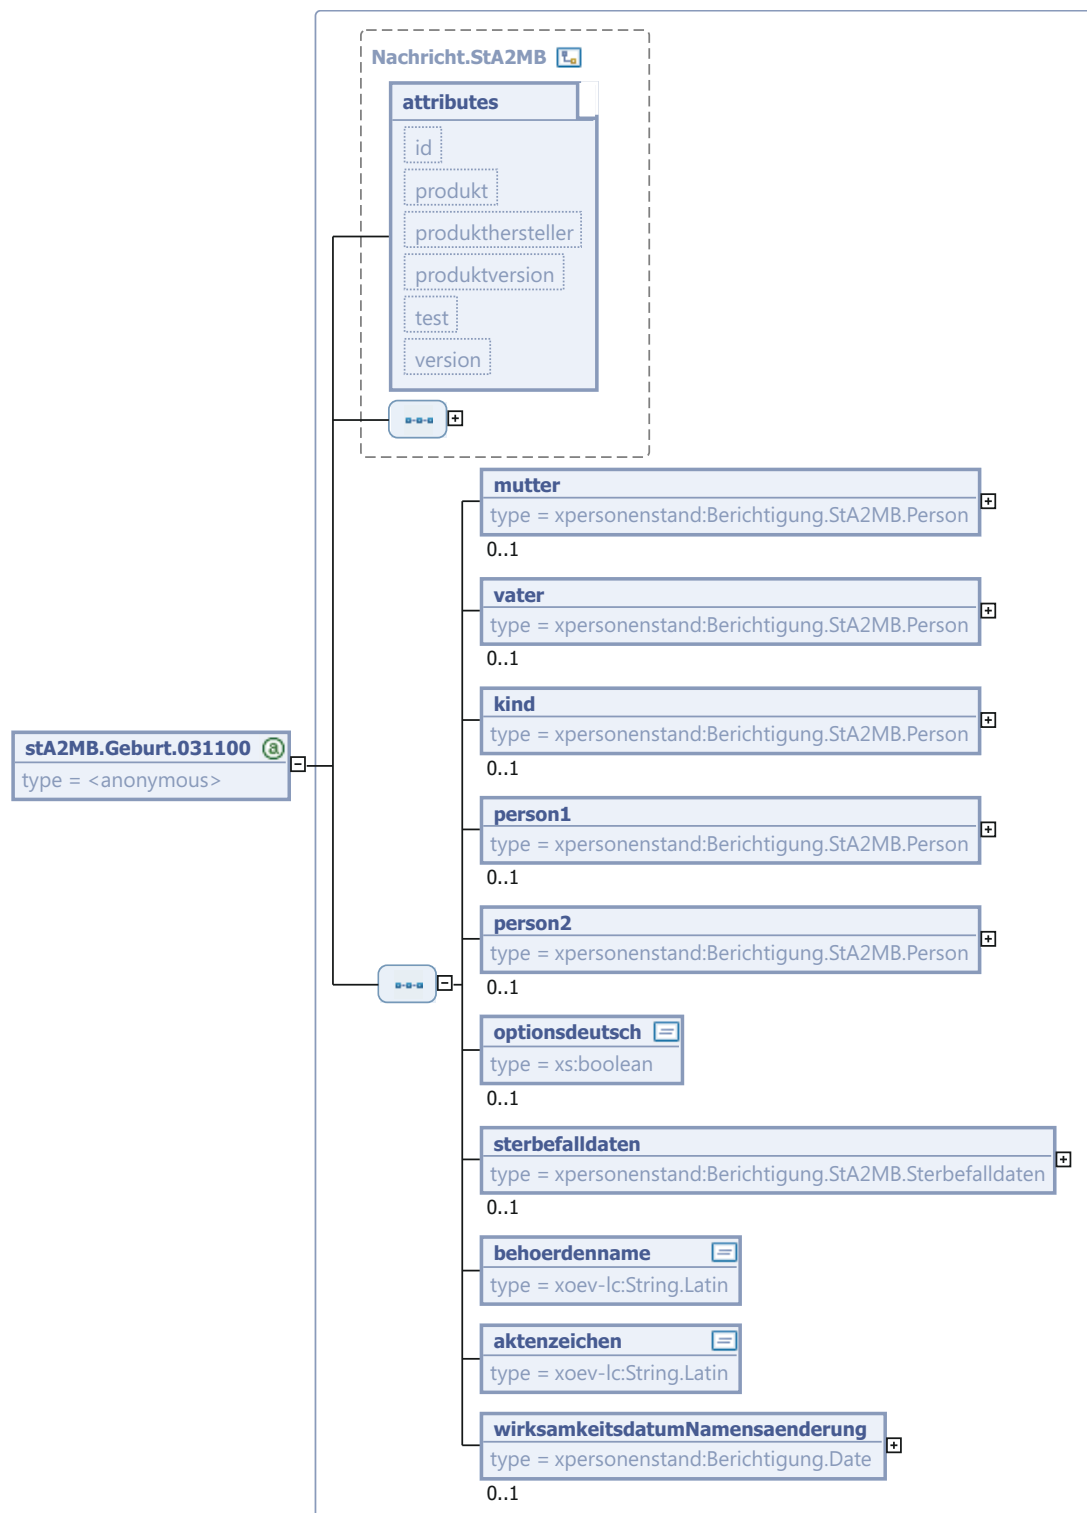 Nachricht.StA2MB
attributes
id
produkt
produkthersteller
produktversion
test
version
mutter
type = xpersonenstand:Berichtigung.StA2MB.Person
0..1
vater
type = xpersonenstand:Berichtigung.StA2MB.Person
0..1
kind
type = xpersonenstand:Berichtigung.StA2MB.Person
0..1
stA2MB.Geburt.031100 @
type = <anonymous>
person1
type = xpersonenstand:Berichtigung.StA2MB.Person
0..1
person2
type = xpersonenstand:Berichtigung.StA2MB.Person
0..1
optionsdeutsch
type = xs:boolean
0..1
sterbefalldaten
type = xpersonenstand:Berichtigung.StA2MB.Sterbefalldaten
0..1
behoerdenname
type = xoev-lc:String.Latin
aktenzeichen
type = xoev-lc:String.Latin
wirksamkeitsdatumNamensaenderung
type = xpersonenstand:Berichtigung.Date
0..1